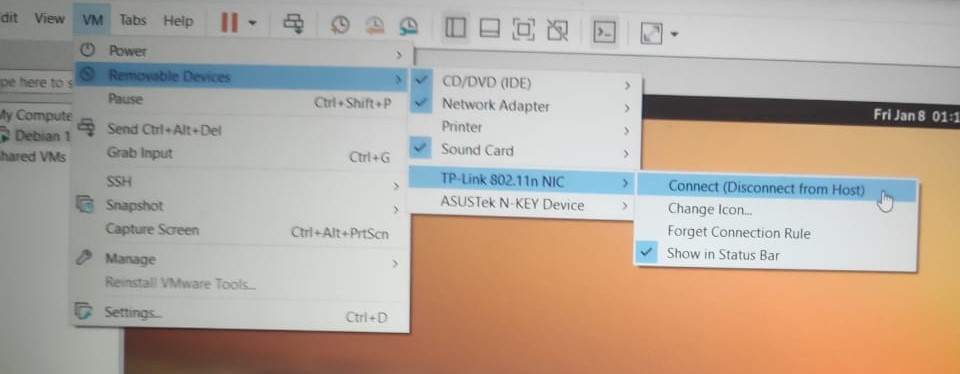 dit View VM Tabs Help
Power
Removable Devices
Pause Ctrl+Shift+P
Send Ctrl+Alt+Del
Grab Input Ctrl+G
SSH
Snapshot
Capture Screen Ctrl+Alt+PrtScn
Manage
Reinstall VMware Tools...
Settings... Ctrl+D
CD/DVD (IDE)
Network Adapter
Printer
Sound Card
TP-Link 802.11n NIC
ASUSTek N-KEY Device
Connect (Disconnect from Host)
Change Icon...
Forget Connection Rule
Show in Status Bar
pe here to s
My Compute
Debian 1
hared VMs
Fri Jan 8 01:1